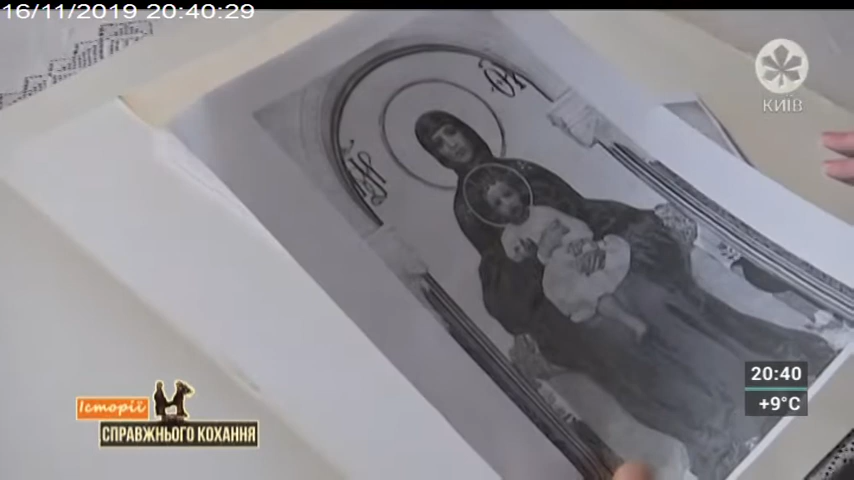 16/11/2019 20:40:29
КИЇВ
20:40
+9°C
Історії
СПРАВЖНЬОГО КОХАННЯ